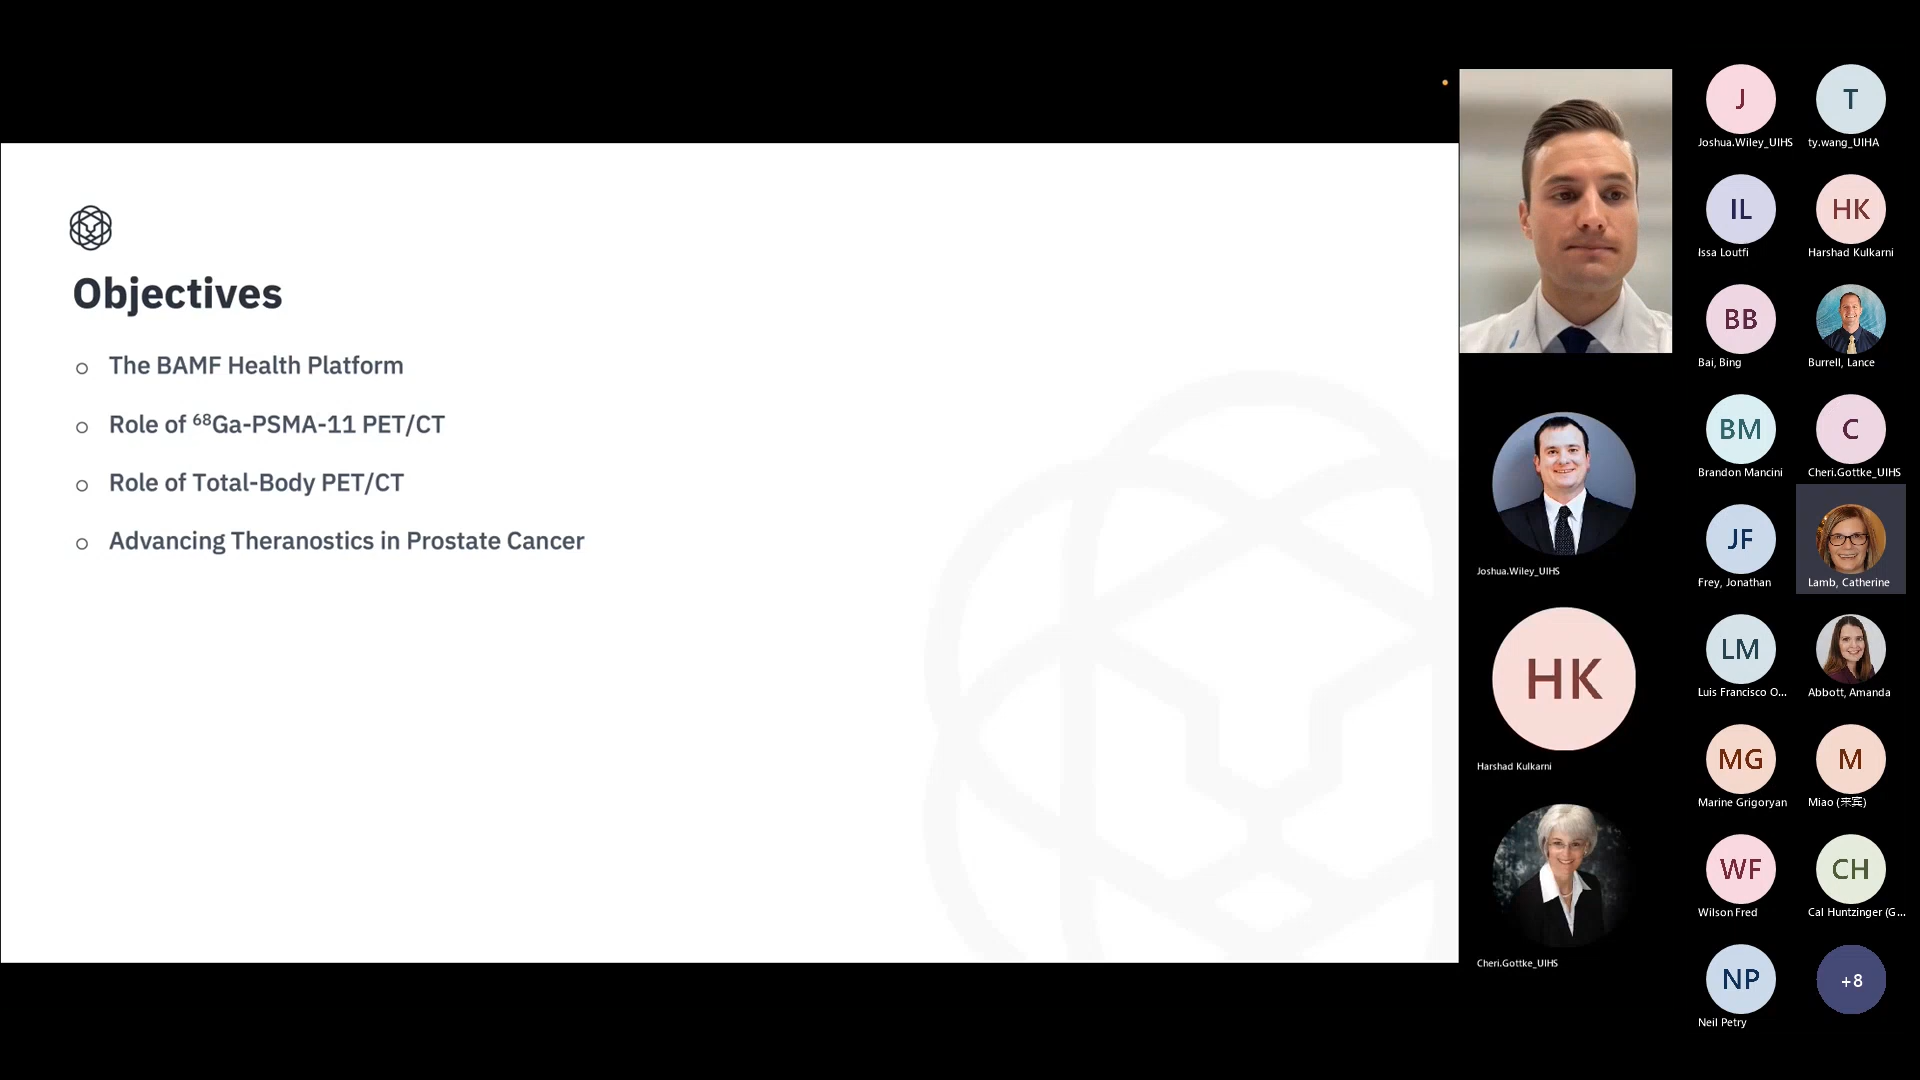 Objectives
The BAMF Health Platform
Role of ⁶⁸Ga-PSMA-11 PET/CT
Role of Total-Body PET/CT
Advancing Theranostics in Prostate Cancer
Joshua.Wiley_UIHS
HK
Harshad Kulkarni
Cheri.Gottke_UIHS
J
T
Joshua.Wiley_UIHS
ty.wang_UIHA
IL
HK
Issa Loutfi
Harshad Kulkarni
BB
Bai, Bing
Burrell, Lance
BM
C
Brandon Mancini
Cheri.Gottke_UIHS
JF
Frey, Jonathan
Lamb, Catherine
LM
Luis Francisco O...
Abbott, Amanda
MG
M
Marine Grigoryan
Miao (来宾)
WF
CH
Wilson Fred
Cal Huntzinger (G...
NP
+8
Neil Petry